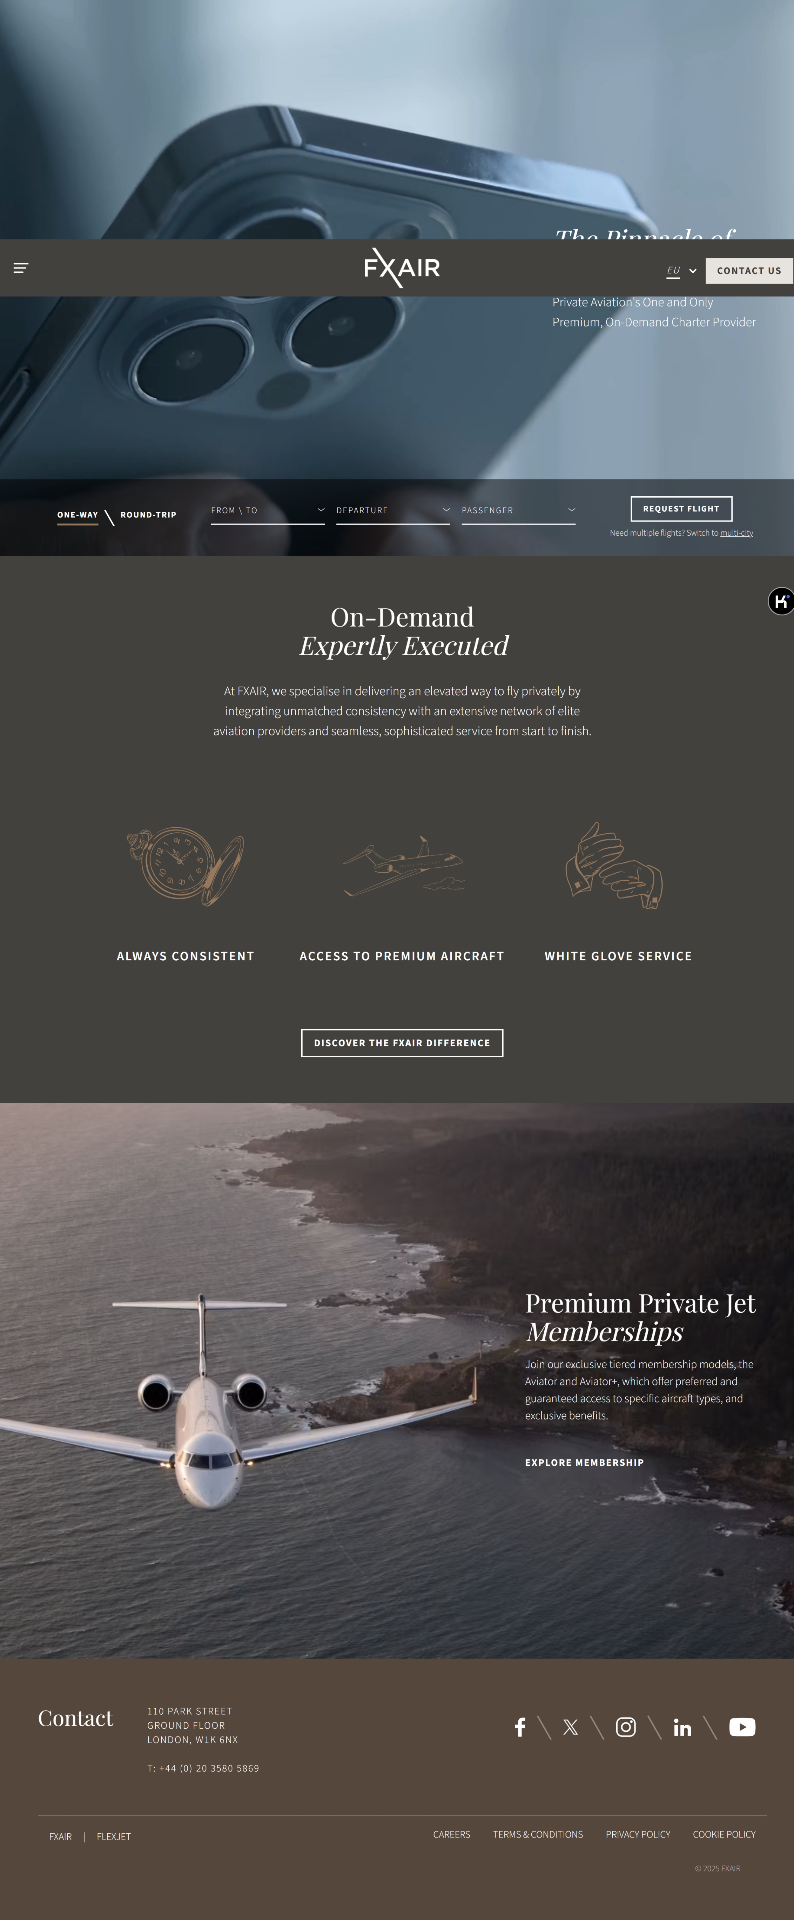 The Pinnacle of
FXAIR
EU
CONTACT US
Private Aviation's One and Only
Premium, On-Demand Charter Provider
ONE-WAY \ ROUND-TRIP
FROM \ TO
DEPARTURE
PASSENGER
REQUEST FLIGHT
Need multiple flights? Switch to multi-city
On-Demand
Expertly Executed
At FXAIR, we specialise in delivering an elevated way to fly privately by
integrating unmatched consistency with an extensive network of elite
aviation providers and seamless, sophisticated service from start to finish.
ALWAYS CONSISTENT
ACCESS TO PREMIUM AIRCRAFT
WHITE GLOVE SERVICE
DISCOVER THE FXAIR DIFFERENCE
Premium Private Jet
Memberships
Join our exclusive tiered membership models, the
Aviator and Aviator+, which offer preferred and
guaranteed access to specific aircraft types, and
exclusive benefits.
EXPLORE MEMBERSHIP
Contact
110 PARK STREET
GROUND FLOOR
LONDON, W1K 6NX
T: +44 (0) 20 3580 5869
FXAIR | FLEXJET
CAREERS
TERMS & CONDITIONS
PRIVACY POLICY
COOKIE POLICY
© 2025 FXAIR